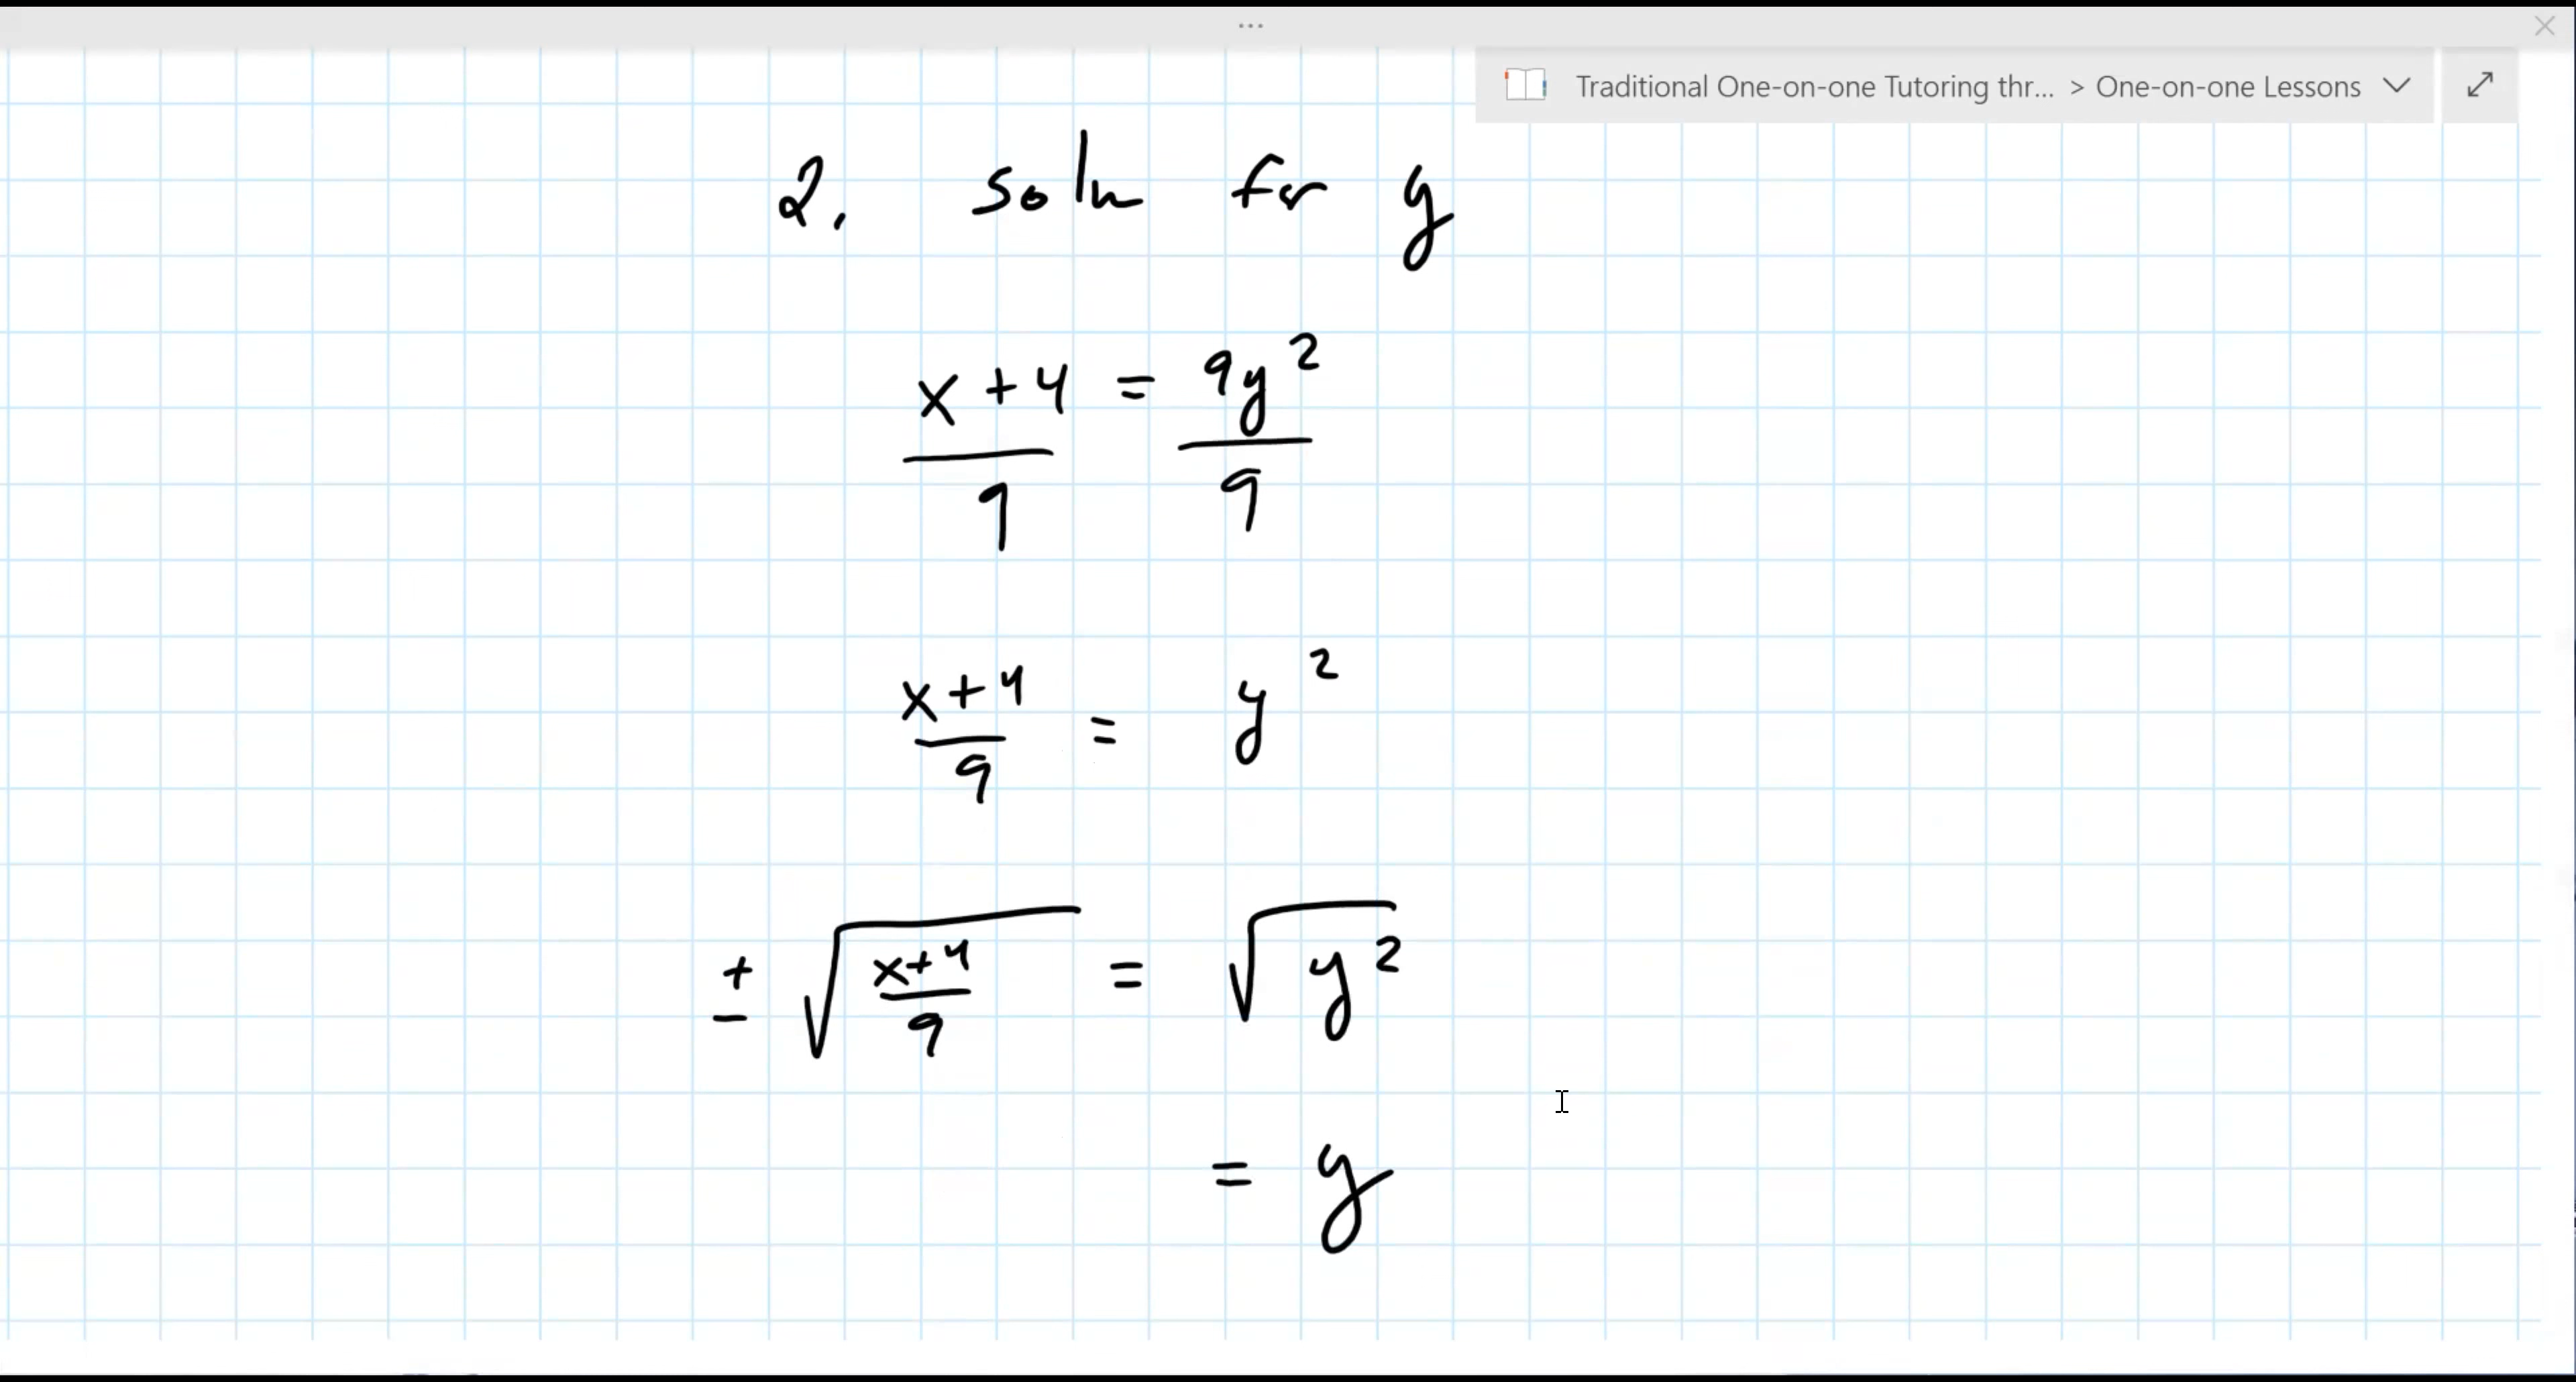 ...
Traditional One-on-one Tutoring thr... > One-on-one Lessons
2. solv for y
x + 4 = 9y²
9 9
x + 4 = y²
9
± √ x+4 = √ y²
9
= y